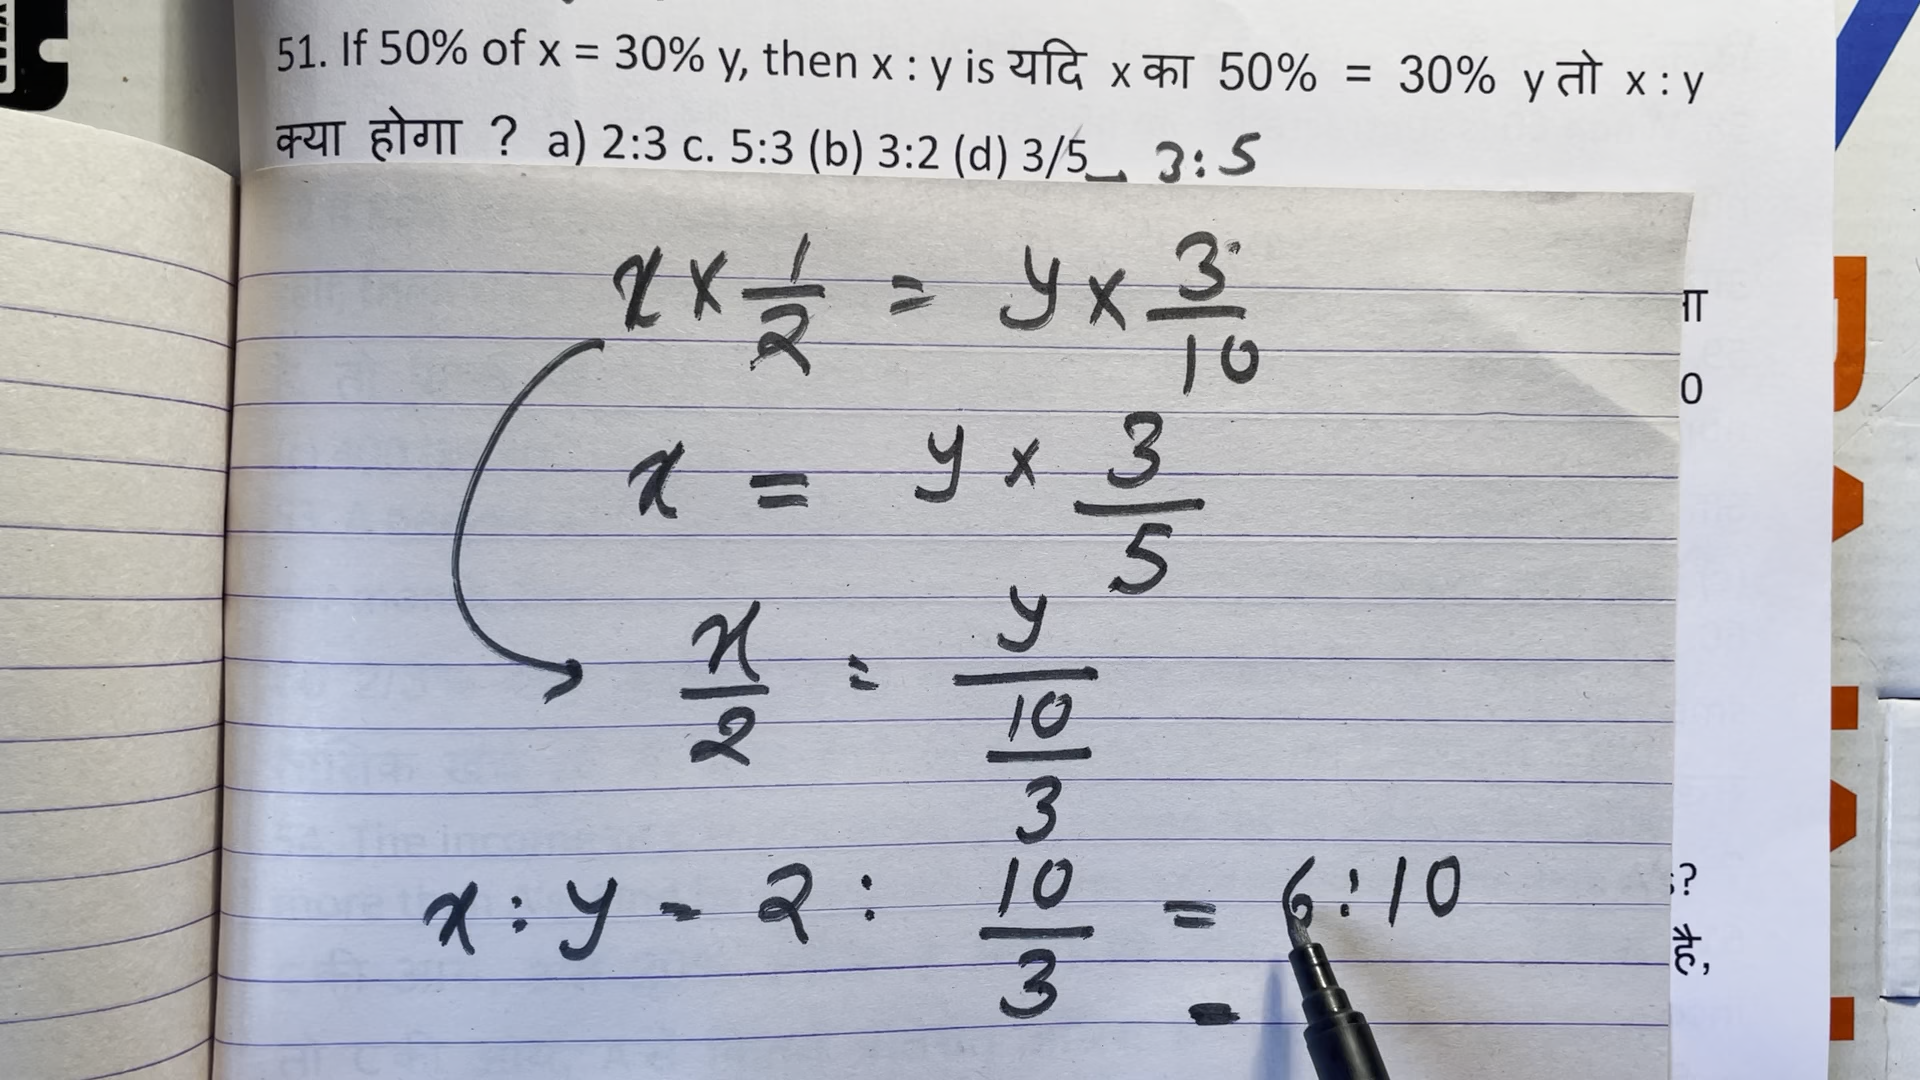 51. If 50% of x = 30% y, then x : y is यदि x का 50% = 30% y तो x : y
क्या होगा ? a) 2:3 c. 5:3 (b) 3:2 (d) 3/5 3:5
x × 1/2 = y × 3/10
x = y × 3/5
x/2 = y/(10/3)
x : y = 2 : 10/3 = 6 : 10
=